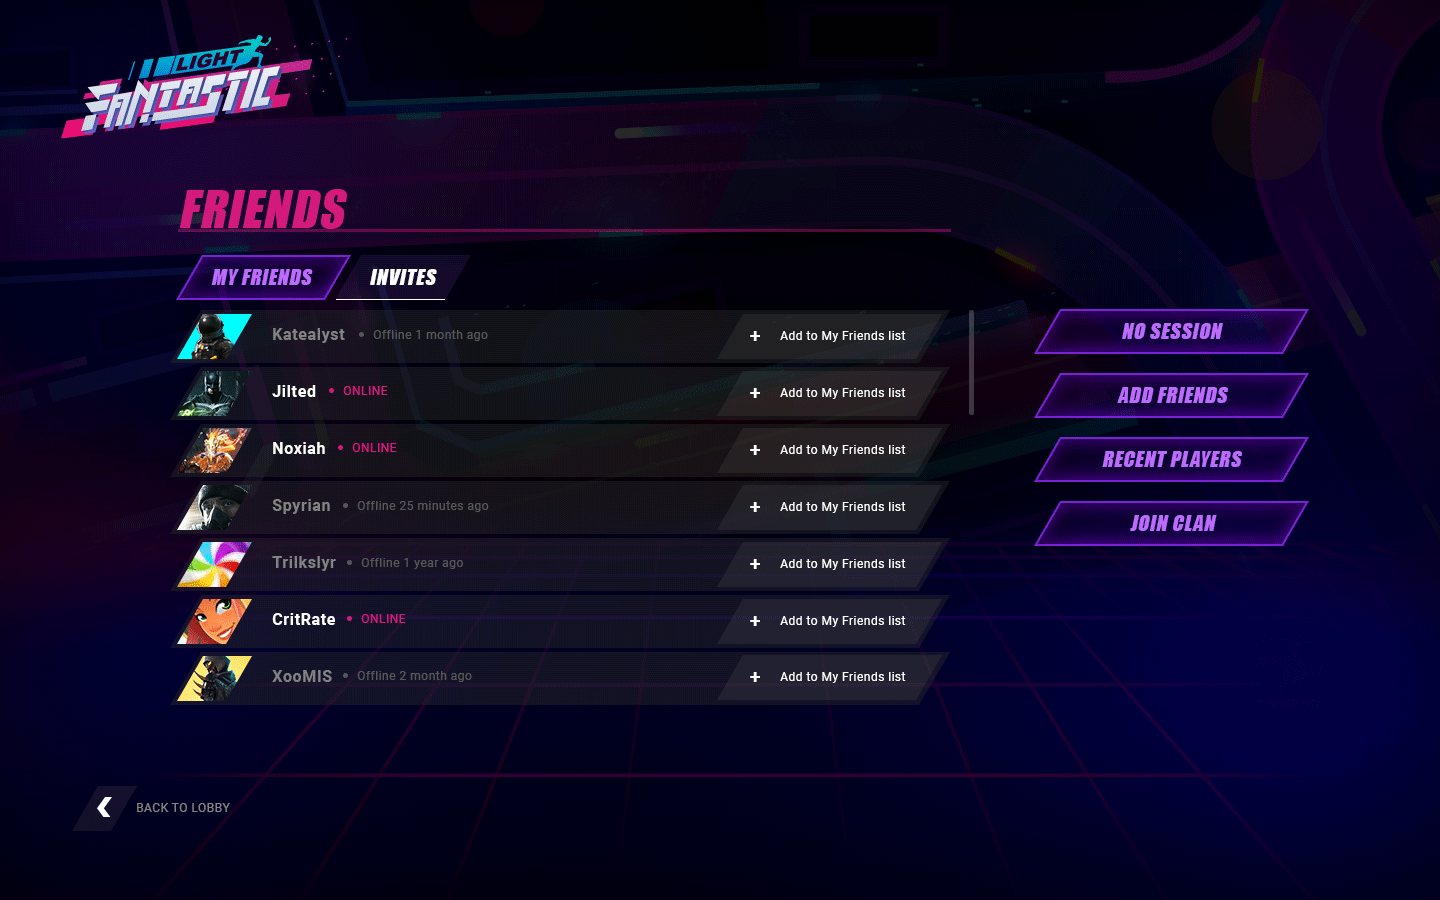 LIGHT
FANTASTIC
FRIENDS
MY FRIENDS
INVITES
Katealyst • Offline 1 month ago
+ Add to My Friends list
Jilted • ONLINE
+ Add to My Friends list
Noxiah • ONLINE
+ Add to My Friends list
Spyrian • Offline 25 minutes ago
+ Add to My Friends list
Trilkslyr • Offline 1 year ago
+ Add to My Friends list
CritRate • ONLINE
+ Add to My Friends list
XooMIS • Offline 2 month ago
+ Add to My Friends list
NO SESSION
ADD FRIENDS
RECENT PLAYERS
JOIN CLAN
BACK TO LOBBY